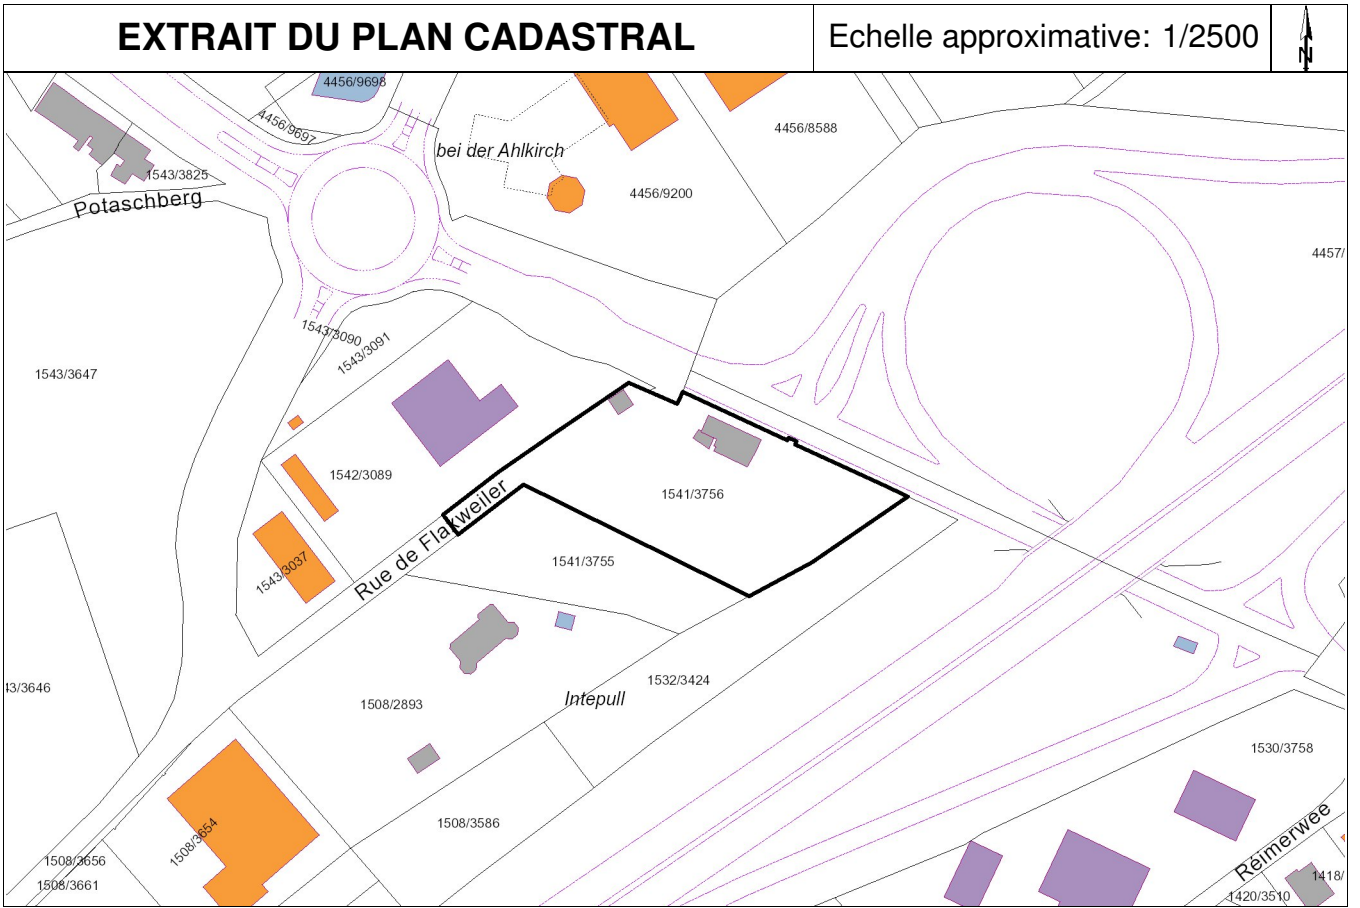 EXTRAIT DU PLAN CADASTRAL
Echelle approximative: 1/2500
N
4456/9698
4456/9697
4456/8588
bei der Ahlkirch
1543/3825
4456/9200
Potaschberg
4457/
1543/3090
1543/3091
1543/3647
1542/3089
1541/3756
Rue de Flaxweiler
1541/3755
1543/3037
1532/3424
13/3646
Intepull
1508/2893
1530/3758
1508/3586
1508/3654
Réimerwee
1508/3656
1508/3661
1418/
1420/3510